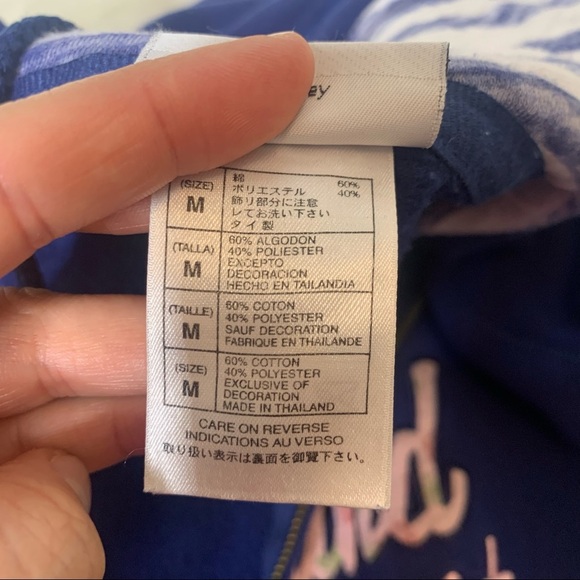 ey
(SIZE) M
綿 60%
ポリエステル 40%
飾り部分に注意
レてお洗い下さい
タイ製
(TALLA) M
60% ALGODON
40% POLIESTER
EXCEPTO
DECORACION
HECHO EN TAILANDIA
(TAILLE) M
60% COTON
40% POLYESTER
SAUF DECORATION
FABRIQUE EN THAILANDE
(SIZE) M
60% COTTON
40% POLYESTER
EXCLUSIVE OF
DECORATION
MADE IN THAILAND
CARE ON REVERSE
INDICATIONS AU VERSO
取り扱い表示は裏面を御覽下さい。